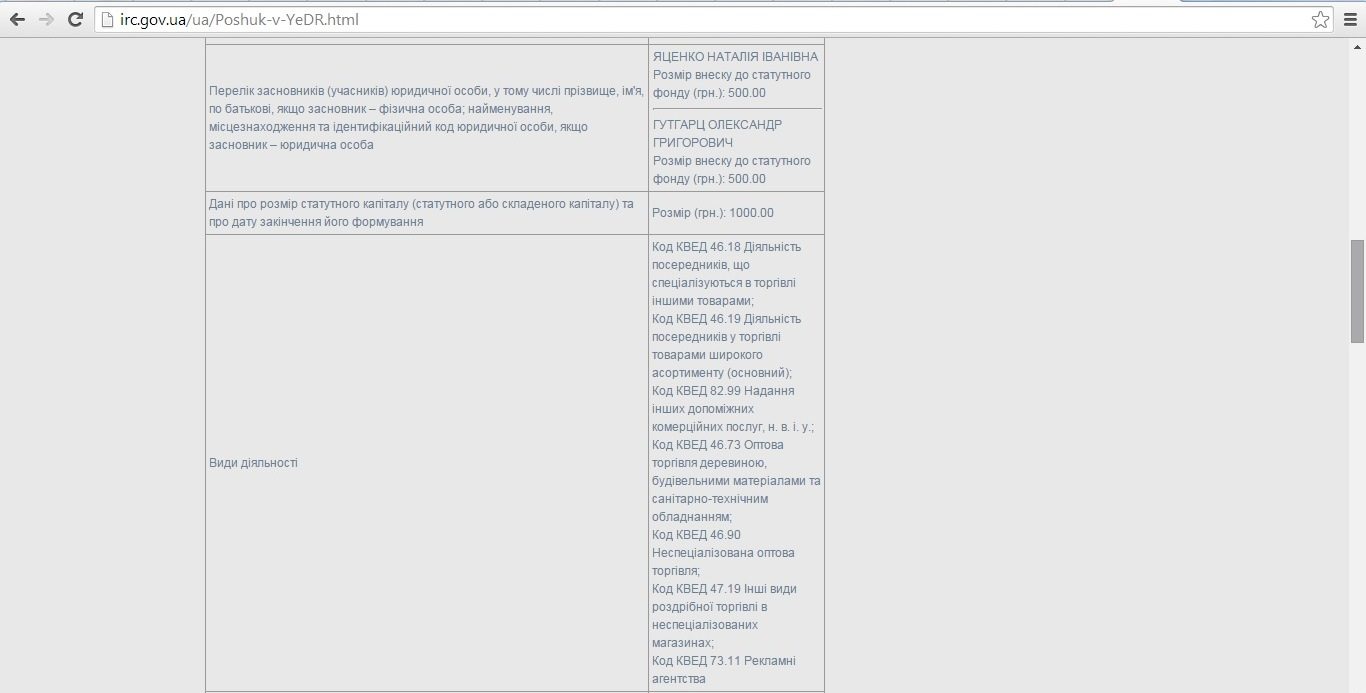 irc.gov.ua/ua/Poshuk-v-YeDR.html
Перелік засновників (учасників) юридичної особи, у тому числі прізвище, ім'я,
по батькові, якщо засновник – фізична особа; найменування,
місцезнаходження та ідентифікаційний код юридичної особи, якщо
засновник – юридична особа
ЯЦЕНКО НАТАЛІЯ ІВАНІВНА
Розмір внеску до статутного
фонду (грн.): 500.00
ГУТГАРЦ ОЛЕКСАНДР
ГРИГОРОВИЧ
Розмір внеску до статутного
фонду (грн.): 500.00
Дані про розмір статутного капіталу (статутного або складеного капіталу) та
про дату закінчення його формування
Розмір (грн.): 1000.00
Види діяльності
Код КВЕД 46.18 Діяльність
посередників, що
спеціалізуються в торгівлі
іншими товарами;
Код КВЕД 46.19 Діяльність
посередників у торгівлі
товарами широкого
асортименту (основний);
Код КВЕД 82.99 Надання
інших допоміжних
комерційних послуг, н. в. і. у.;
Код КВЕД 46.73 Оптова
торгівля деревиною,
будівельними матеріалами та
санітарно-технічним
обладнанням;
Код КВЕД 46.90
Неспеціалізована оптова
торгівля;
Код КВЕД 47.19 Інші види
роздрібної торгівлі в
неспеціалізованих
магазинах;
Код КВЕД 73.11 Рекламні
агентства